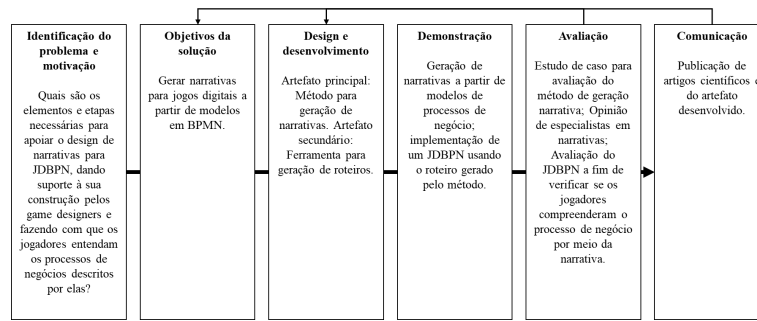 Identificação do
problema e
motivação
Quais são os
elementos e etapas
necessárias para
apoiar o design de
narrativas para
JDBPN, dando
suporte à sua
construção pelos
game designers e
fazendo com que os
jogadores entendam
os processos de
negócios descritos
por elas?
Objetivos da
solução
Gerar narrativas
para jogos digitais a
partir de modelos
em BPMN.
Design e
desenvolvimento
Artefato principal:
Método para
geração de
narrativas. Artefato
secundário:
Ferramenta para
geração de roteiros.
Demonstração
Geração de
narrativas a partir de
modelos de
processos de
negócio;
implementação de
um JDBPN usando
o roteiro gerado
pelo método.
Avaliação
Estudo de caso para
avaliação do
método de geração
narrativa; Opinião
de especialistas em
narrativas;
Avaliação do
JDBPN a fim de
verificar se os
jogadores
compreenderam o
processo de negócio
por meio da
narrativa.
Comunicação
Publicação de
artigos científicos
do artefato
desenvolvido.